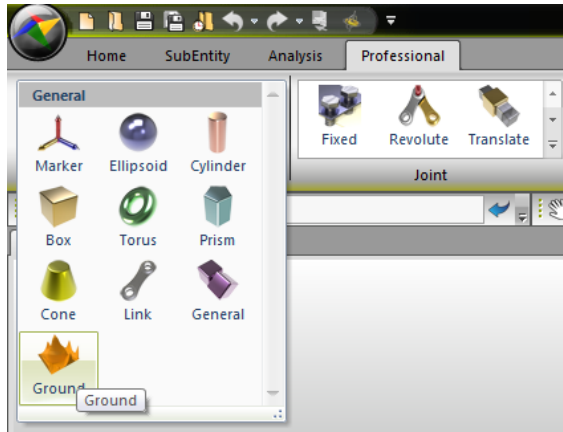 Home SubEntity Analysis Professional
General
Marker Ellipsoid Cylinder
Fixed Revolute Translate
Joint
Box Torus Prism
Cone Link General
Ground
Ground